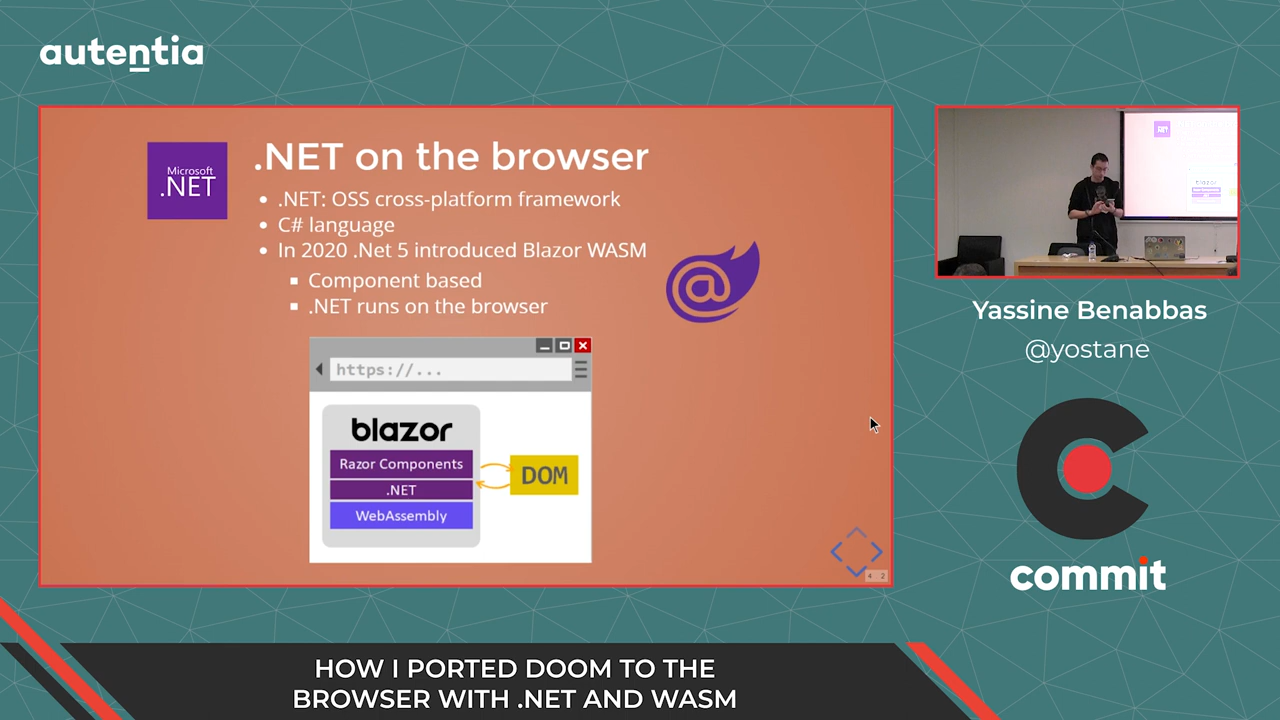 autentia
Microsoft
.NET
.NET on the browser
.NET: OSS cross-platform framework
C# language
In 2020 .Net 5 introduced Blazor WASM
Component based
.NET runs on the browser
https://...
blazor
Razor Components
.NET
WebAssembly
DOM
4 2
Yassine Benabbas
@yostane
commit
HOW I PORTED DOOM TO THE
BROWSER WITH .NET AND WASM